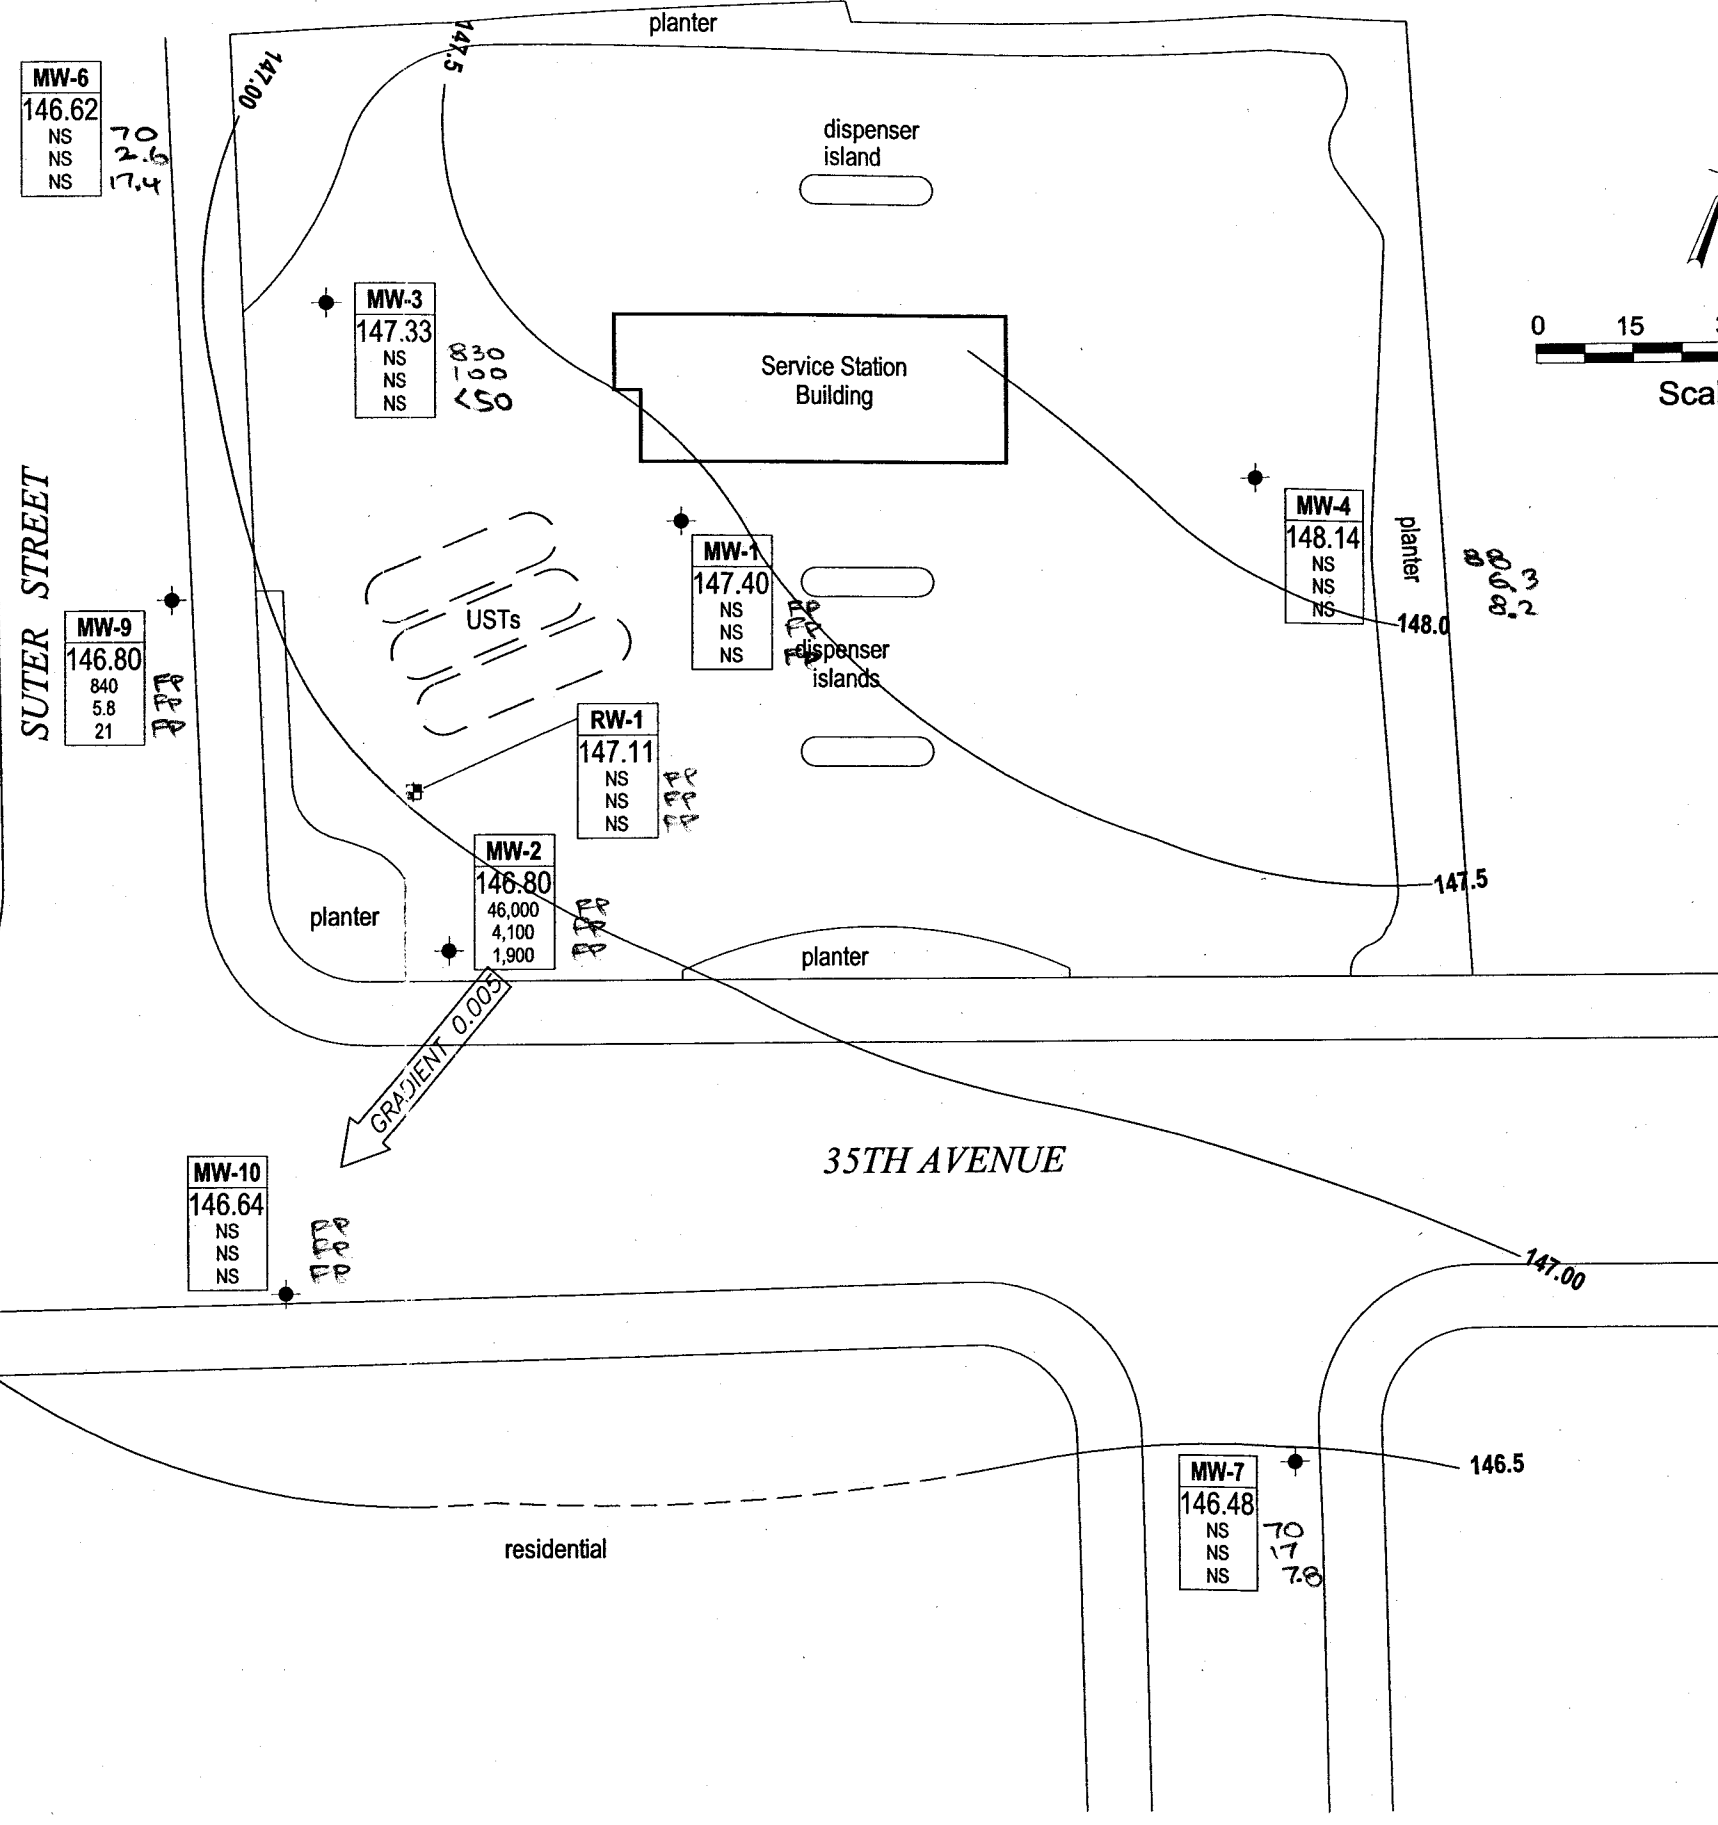 planter
147.5
147.00
MW-6
146.62
NS 70
NS 2.6
NS 17.4
dispenser
island
MW-3
147.33
NS 830
NS 100
NS <50
Service Station
Building
0 15
Scal
SUTER STREET
MW-4
148.14
NS
NS
NS
planter
8.2
148.0
MW-1
147.40
NS FP
NS FP
NS FP
dispenser
islands
USTs
MW-9
146.80
840 FP
5.8 FP
21 FP
RW-1
147.11
NS FP
NS FP
NS FP
MW-2
146.80
46,000 FP
4,100 FP
1,900 FP
147.5
planter
planter
GRADIENT 0.005
35TH AVENUE
MW-10
146.64
NS FP
NS FP
NS FP
147.00
146.5
MW-7
146.48
NS 70
NS 17
NS 7.8
residential